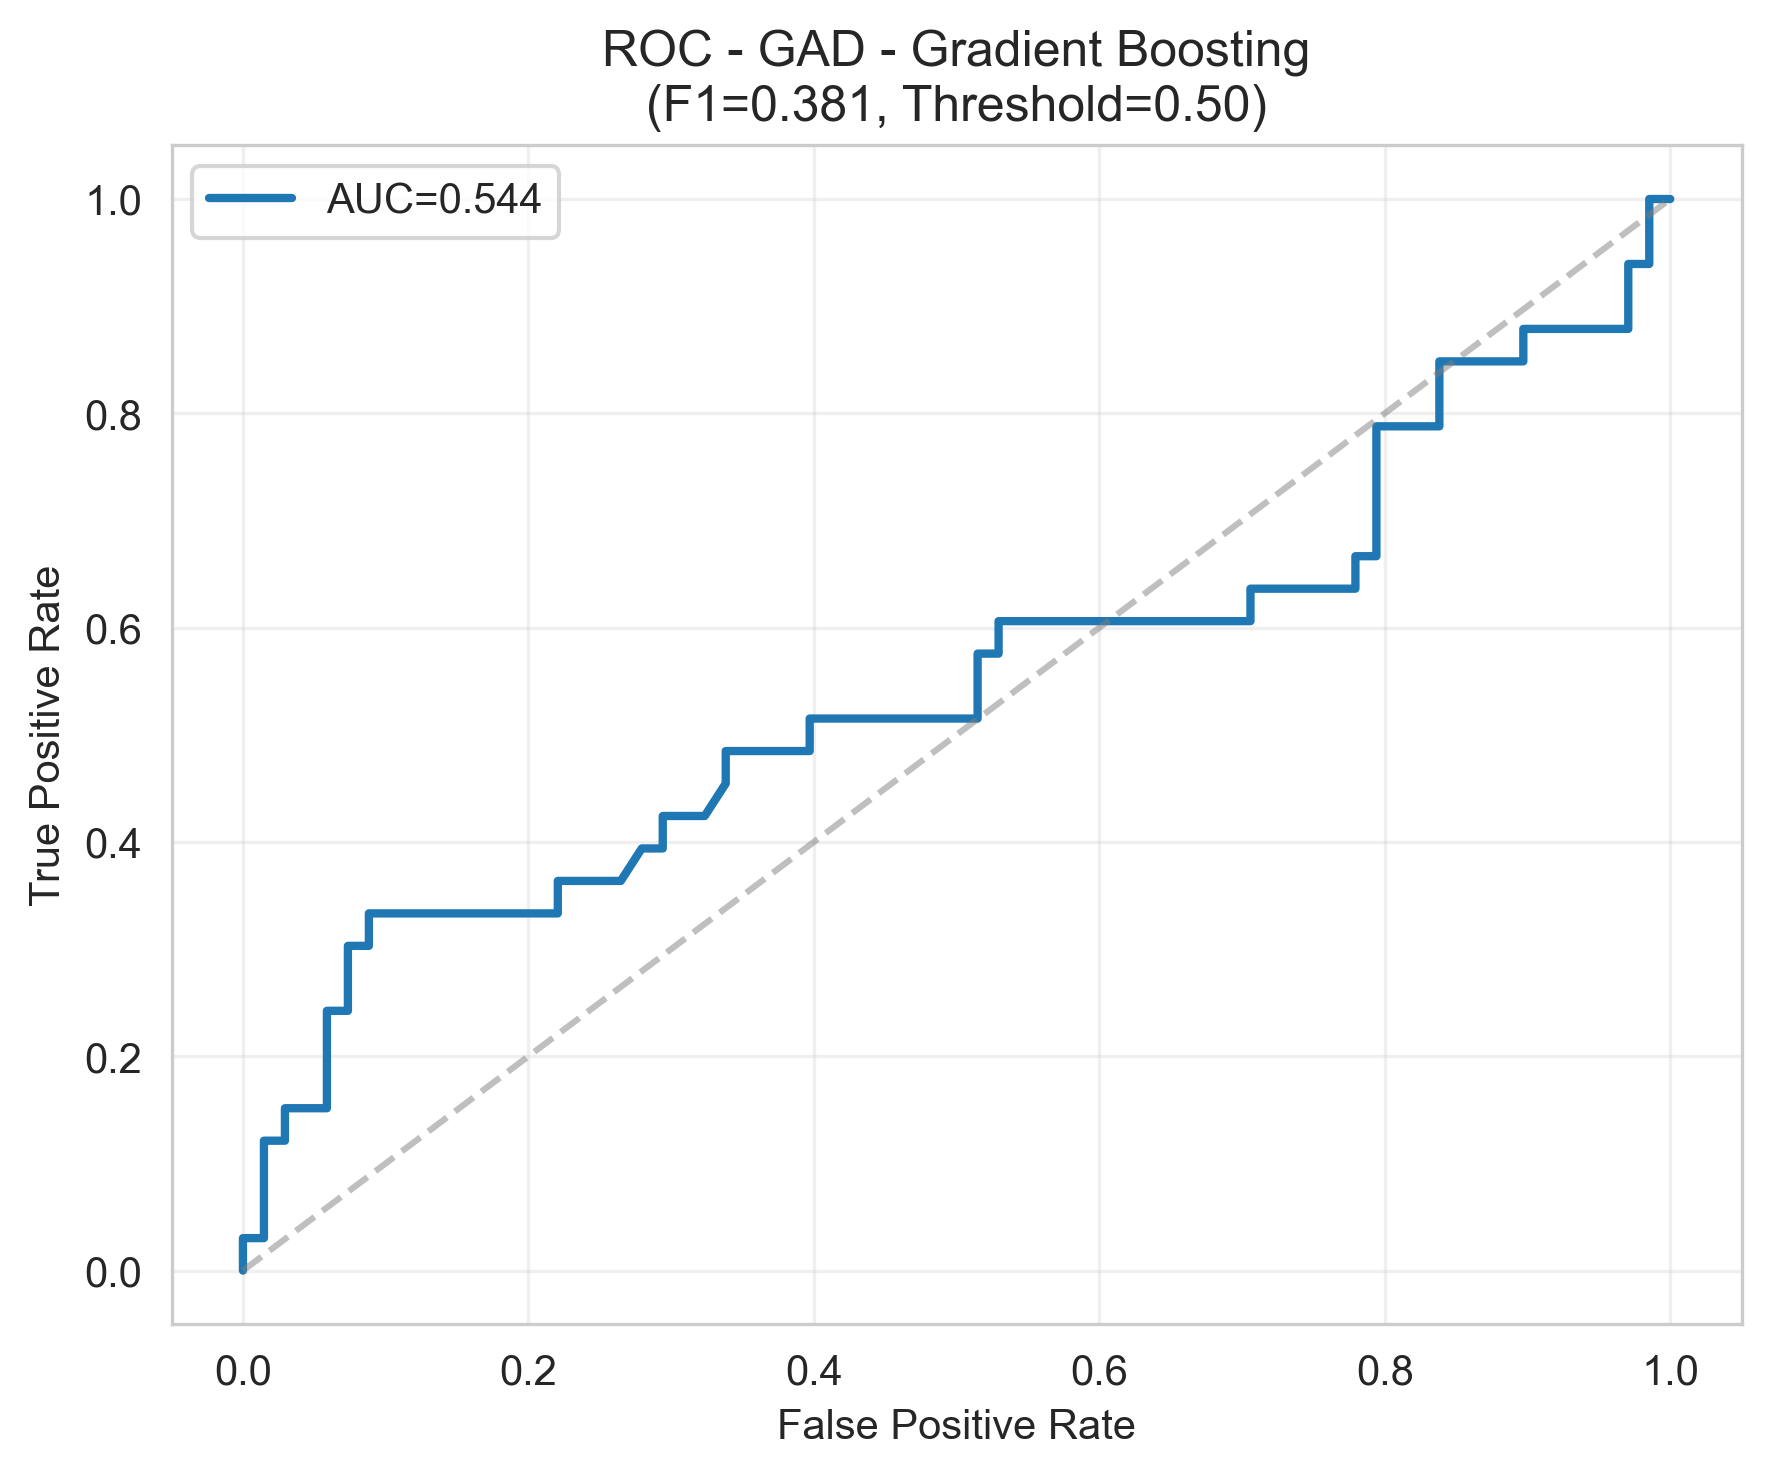 ROC - GAD - Gradient Boosting
(F1=0.381, Threshold=0.50)
AUC=0.544
1.0
0.8
0.6
0.4
0.2
0.0
True Positive Rate
0.0 0.2 0.4 0.6 0.8 1.0
False Positive Rate